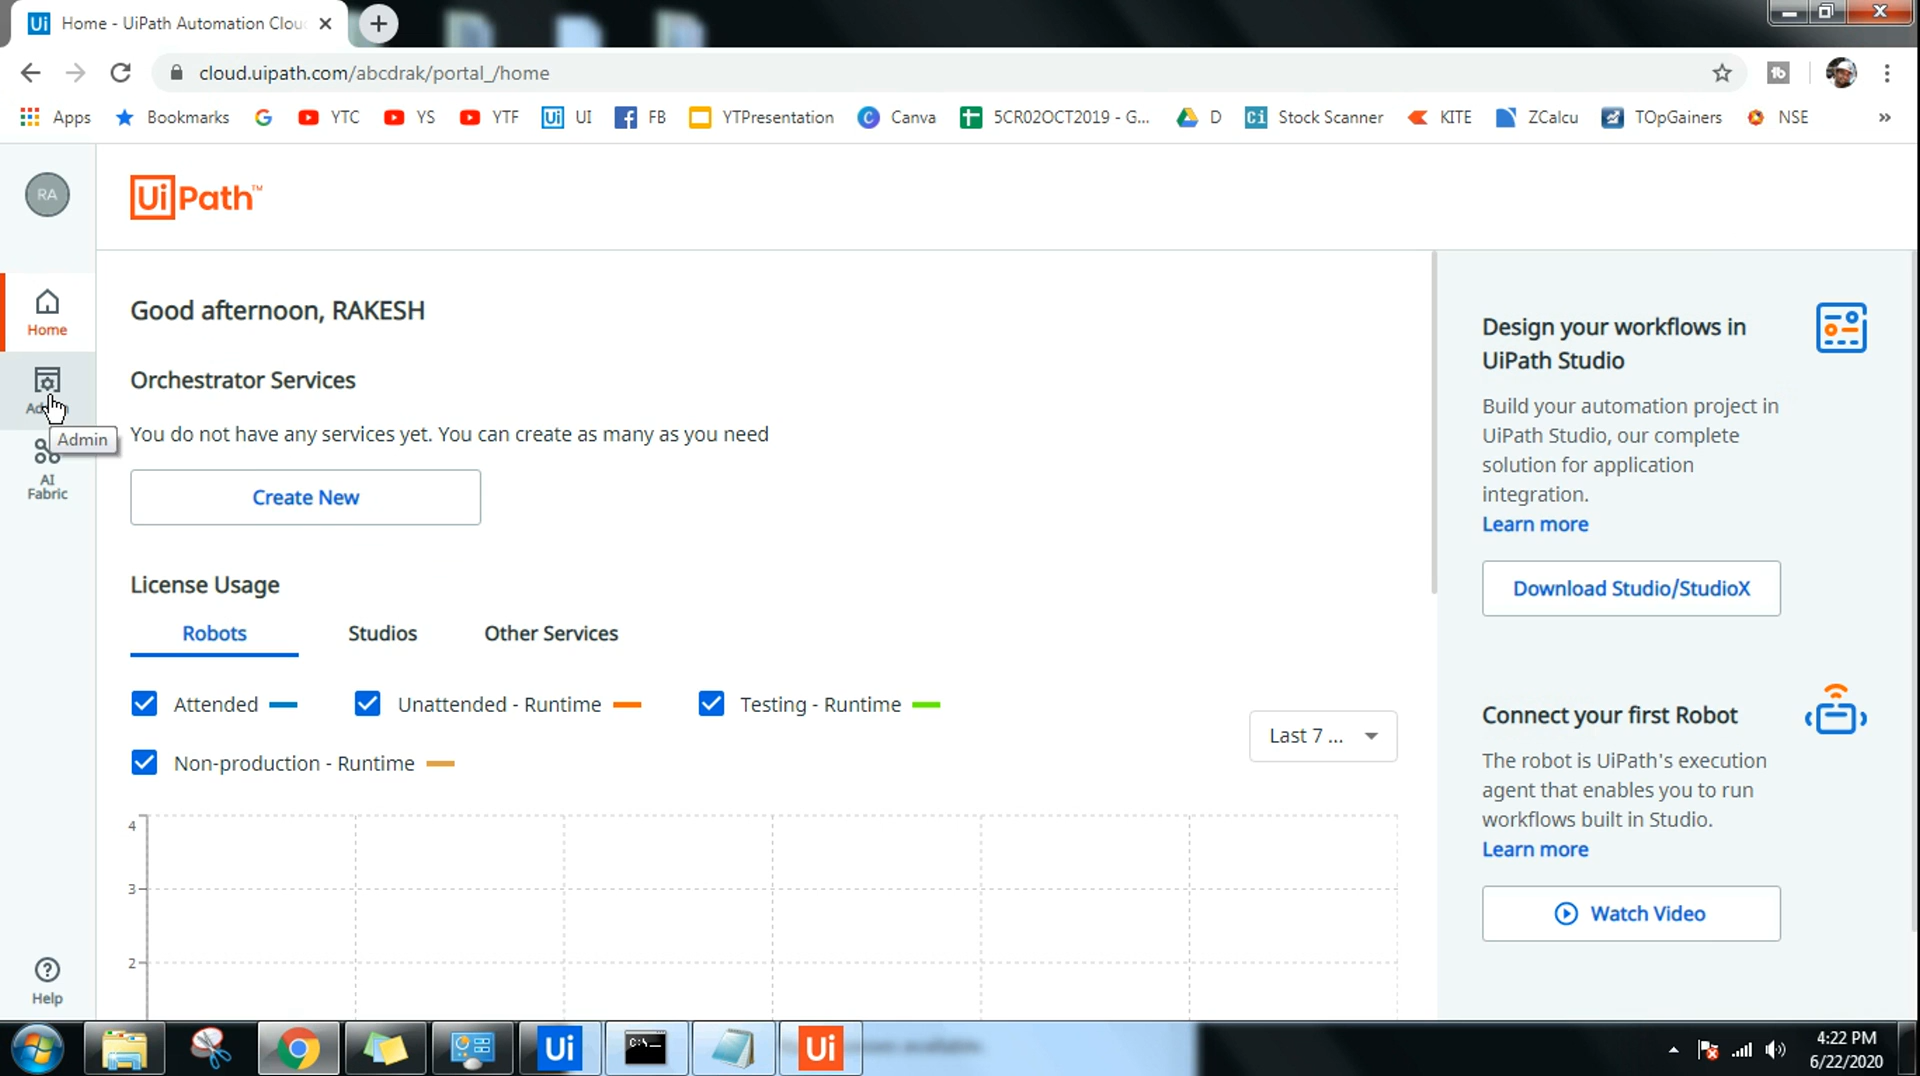 Ui Home - UiPath Automation Clou
cloud.uipath.com/abcdrak/portal_/home
Apps Bookmarks YTC YS YTF Ui UI FB YTPresentation Canva 5CR02OCT2019 - G... D Ci Stock Scanner KITE ZCalcu TOpGainers NSE »
RA
UiPath™
Good afternoon, RAKESH
Home
Orchestrator Services
Admin
You do not have any services yet. You can create as many as you need
AI
Fabric
Create New
License Usage
Robots Studios Other Services
Attended Unattended - Runtime Testing - Runtime
Last 7 ...
Non-production - Runtime
4
3
2
Design your workflows in
UiPath Studio
Build your automation project in
UiPath Studio, our complete
solution for application
integration.
Learn more
Download Studio/StudioX
Connect your first Robot
The robot is UiPath's execution
agent that enables you to run
workflows built in Studio.
Learn more
Watch Video
Help
Ui C:\ Ui
4:22 PM
6/22/2020